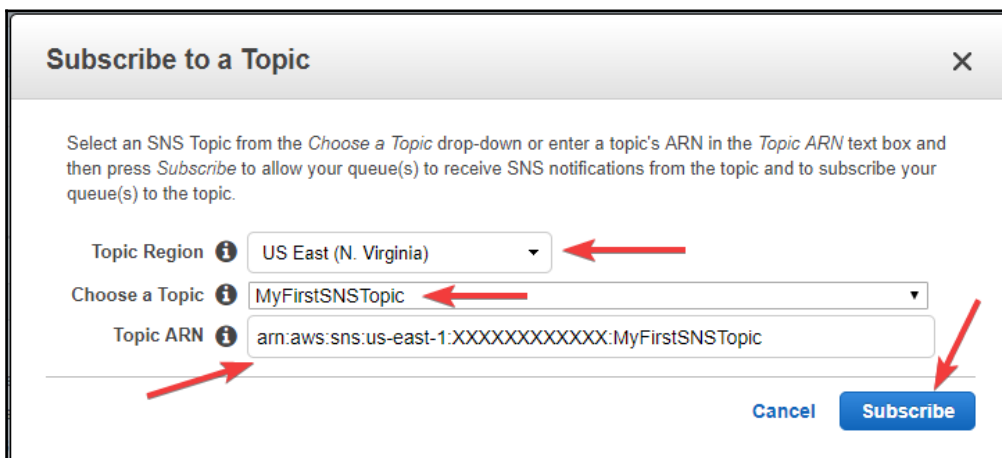 Subscribe to a Topic
Select an SNS Topic from the Choose a Topic drop-down or enter a topic's ARN in the Topic ARN text box and
then press Subscribe to allow your queue(s) to receive SNS notifications from the topic and to subscribe your
queue(s) to the topic.
Topic Region US East (N. Virginia)
Choose a Topic MyFirstSNSTopic
Topic ARN arn:aws:sns:us-east-1:XXXXXXXXXXXX:MyFirstSNSTopic
Cancel Subscribe